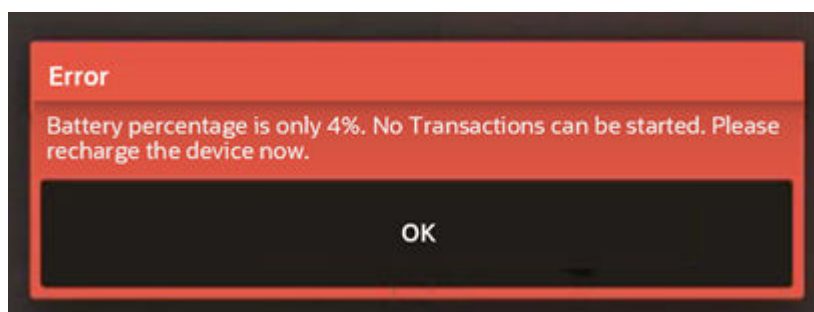 Error
Battery percentage is only 4%. No Transactions can be started. Please
recharge the device now.
OK